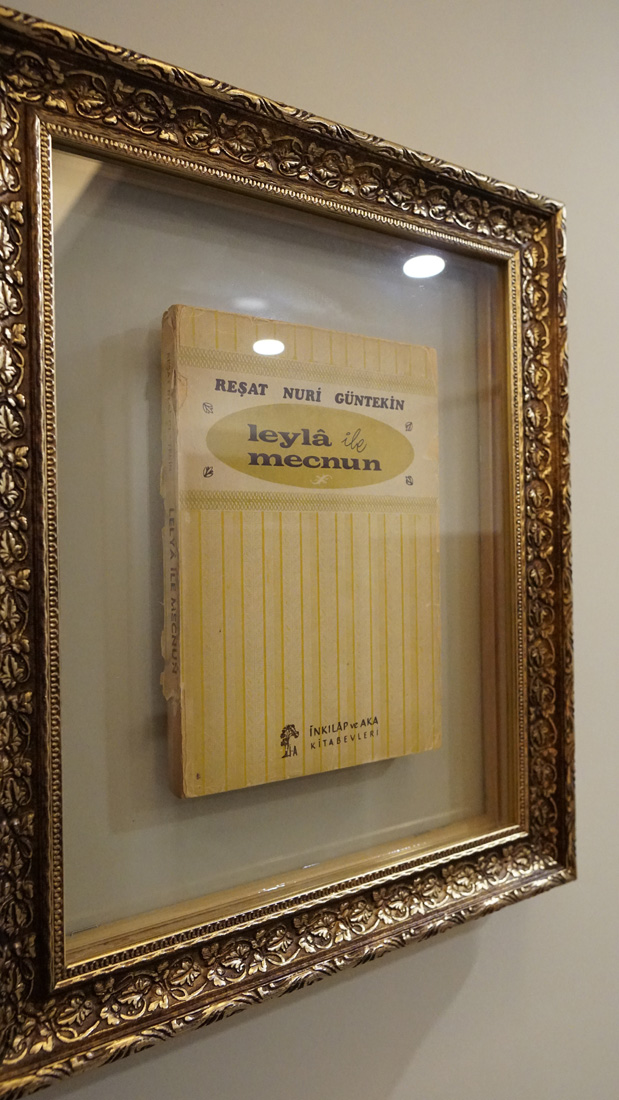 REŞAT NURİ GÜNTEKİN
leylâ ile
mecnun
LEYLÂ İLE MECNUN
İNKILÂP ve AKA
KİTABEVLERİ